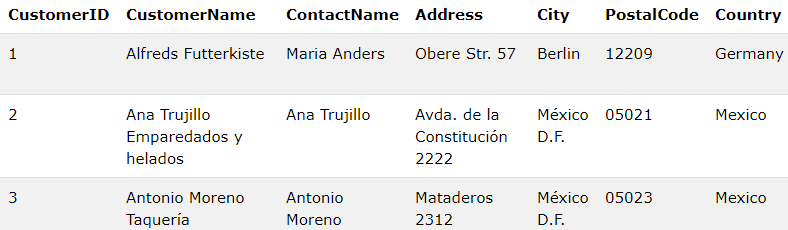 CustomerID CustomerName ContactName Address City PostalCode Country
1 Alfreds Futterkiste Maria Anders Obere Str. 57 Berlin 12209 Germany
2 Ana Trujillo Ana Trujillo Avda. de la México 05021 Mexico
Emparedados y Constitución D.F.
helados 2222
3 Antonio Moreno Antonio Mataderos México 05023 Mexico
Taquería Moreno 2312 D.F.